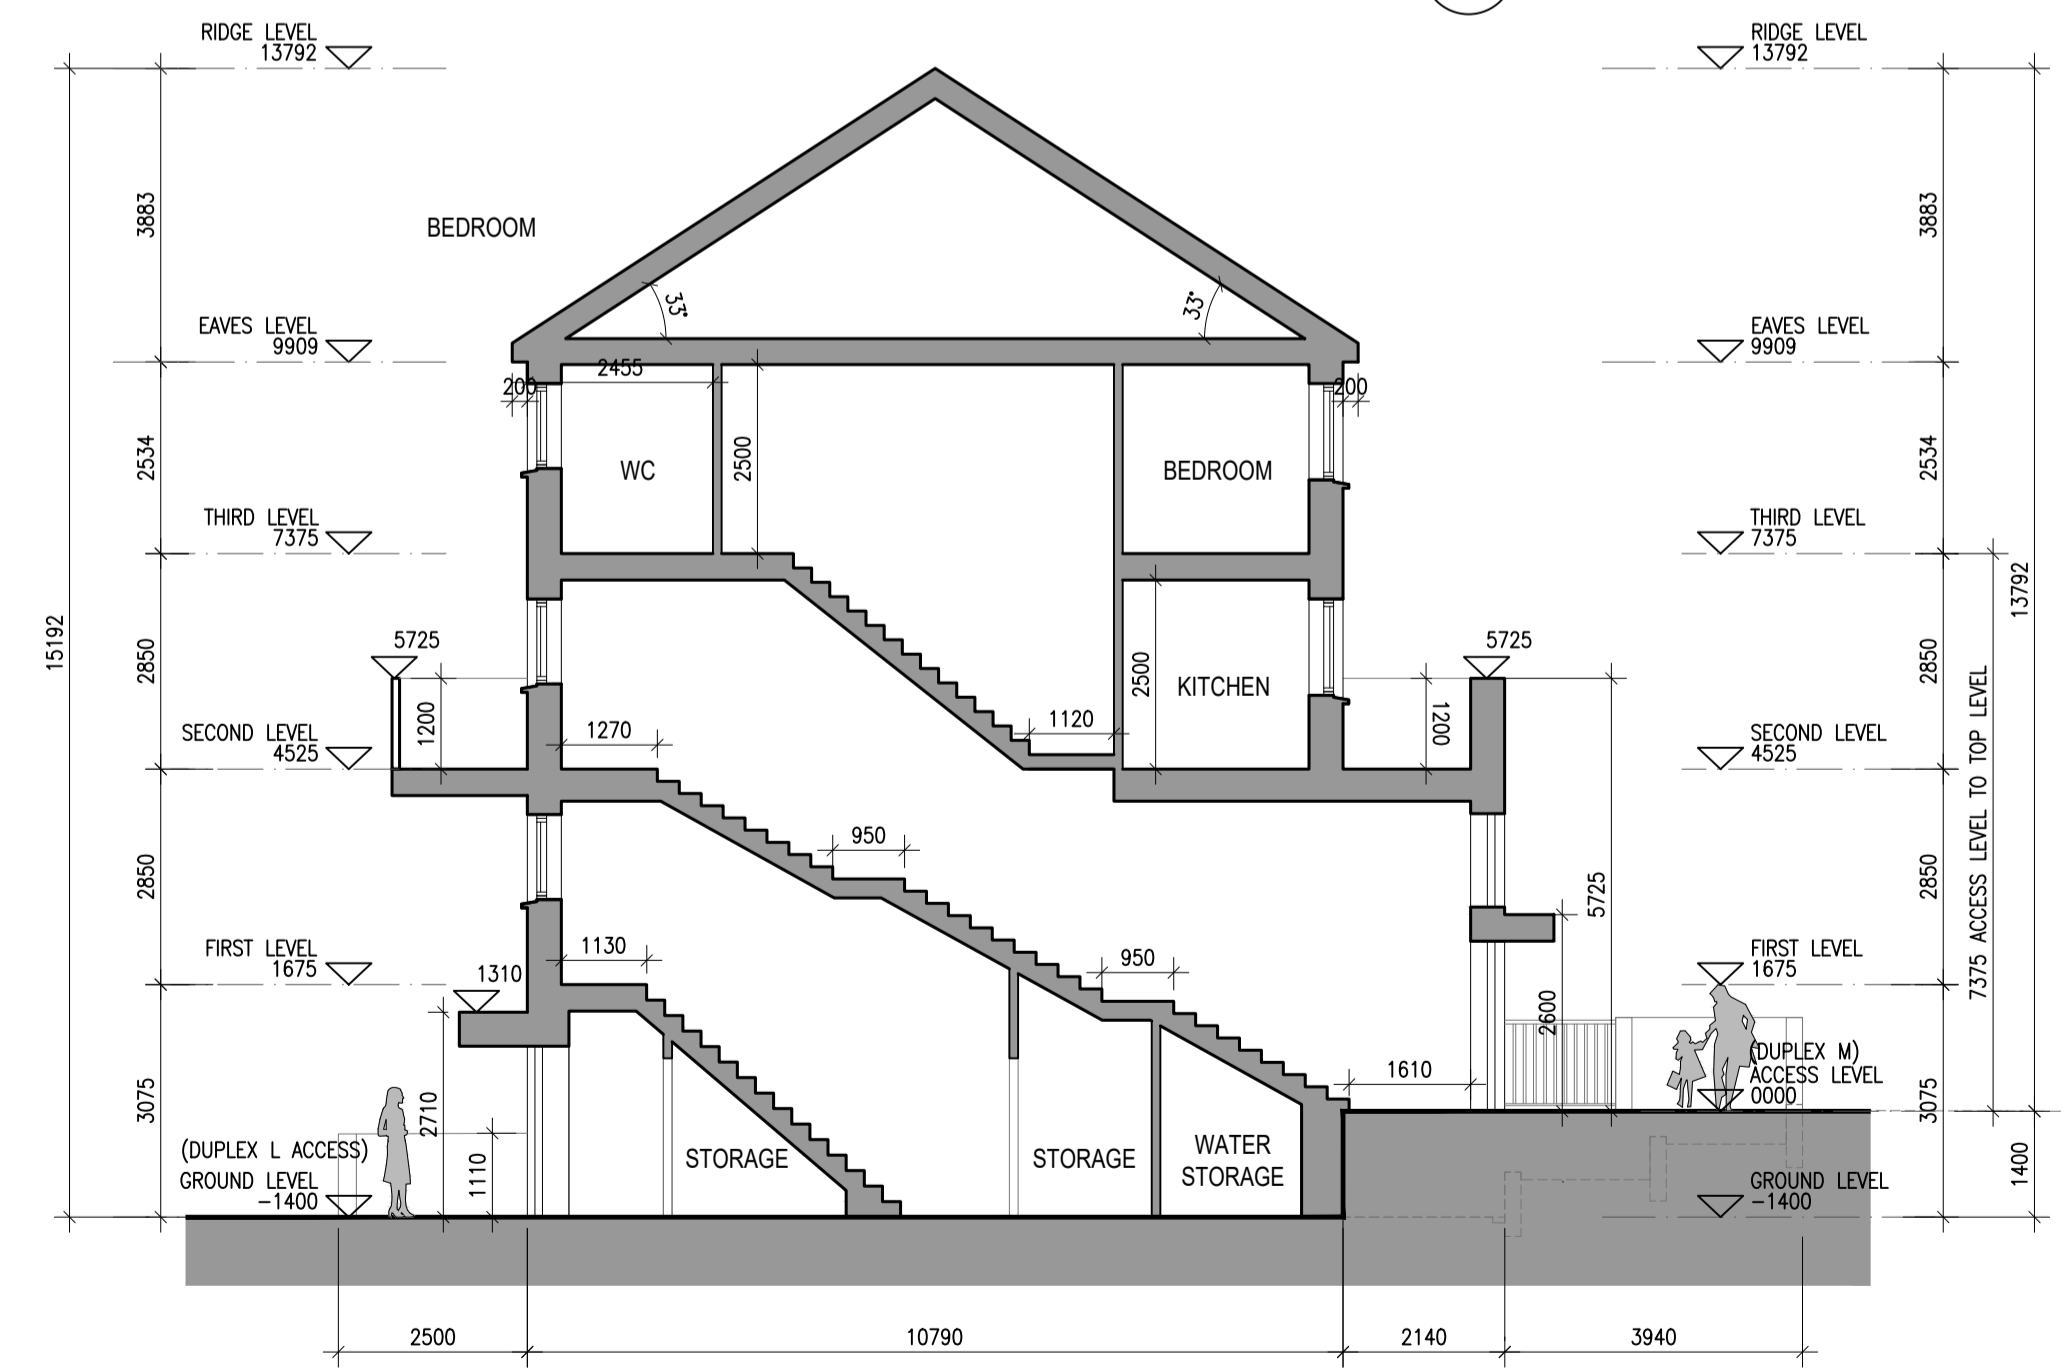 RIDGE LEVEL
13792
RIDGE LEVEL
13792
3883
BEDROOM
3883
33°
33°
EAVES LEVEL
9909
EAVES LEVEL
9909
2455
200
200
2534
WC
2500
BEDROOM
2534
THIRD LEVEL
7375
THIRD LEVEL
7375
13792
15192
5725
5725
2850
2500
KITCHEN
2850
1200
1270
1120
1200
SECOND LEVEL
4525
SECOND LEVEL
4525
7375 ACCESS LEVEL TO TOP LEVEL
950
2850
5725
2850
FIRST LEVEL
1675
1130
1310
950
FIRST LEVEL
1675
2600
(DUPLEX M)
ACCESS LEVEL
0000
1610
3075
2710
3075
(DUPLEX L ACCESS)
GROUND LEVEL
-1400
1110
STORAGE
STORAGE
WATER
STORAGE
1400
GROUND LEVEL
-1400
2500
10790
2140
3940